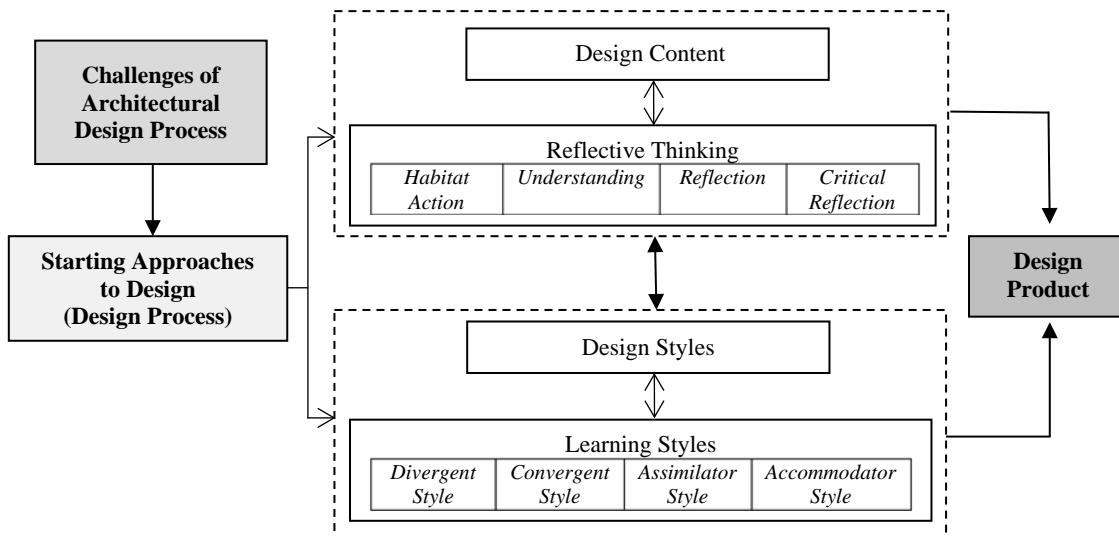 Challenges of
Architectural
Design Process
Starting Approaches
to Design
(Design Process)
Design Content
Reflective Thinking
Habitat
Action
Understanding
Reflection
Critical
Reflection
Design Styles
Learning Styles
Divergent
Style
Convergent
Style
Assimilator
Style
Accommodator
Style
Design
Product